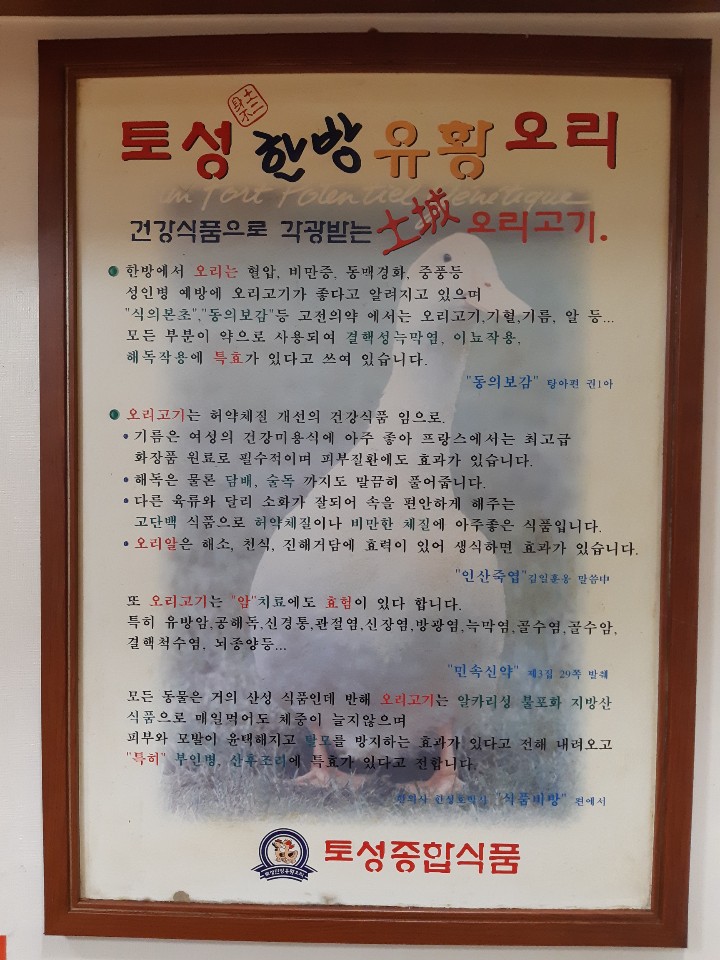 토성 한방 유황 오리
건강식품으로 각광받는 土城 오리고기.
한방에서 오리는 혈압, 비만증, 동맥경화, 중풍등
성인병 예방에 오리고기가 좋다고 알려지고 있으며
"식의본초","동의보감"등 고전의약 에서는 오리고기,기혈,기름, 알 등...
모든 부분이 약으로 사용되여 결핵성늑막염, 이뇨작용,
해독작용에 특효가 있다고 쓰여 있습니다.
"동의보감" 탕아편 권1아
오리고기는 허약체질 개선의 건강식품 임으로.
• 기름은 여성의 건강미용식에 아주 좋아 프랑스에서는 최고급
화장품 원료로 필수적이며 피부질환에도 효과가 있습니다.
• 해독은 물론 담배, 술독 까지도 말끔히 풀어줍니다.
• 다른 육류와 달리 소화가 잘되어 속을 편안하게 해주는
고단백 식품으로 허약체질이나 비만한 체질에 아주좋은 식품입니다.
• 오리알은 해소, 천식, 진해거담에 효력이 있어 생식하면 효과가 있습니다.
"인산죽염"김일훈옹 말씀中
또 오리고기는 "암"치료에도 효험이 있다 합니다.
특히 유방암,공해독,신경통,관절염,신장염,방광염,늑막염,골수염,골수암,
결핵척수염, 뇌종양등...
"민속신약" 제3집 29쪽 발췌
모든 동물은 거의 산성 식품인데 반해 오리고기는 알카리성 불포화 지방산
식품으로 매일먹어도 체중이 늘지않으며
피부와 모발이 윤택해지고 탈모를 방지하는 효과가 있다고 전해 내려오고
"특히" 부인병, 산후조리에 특효가 있다고 전합니다.
한의사 "식품비방" 편에서
토성종합식품